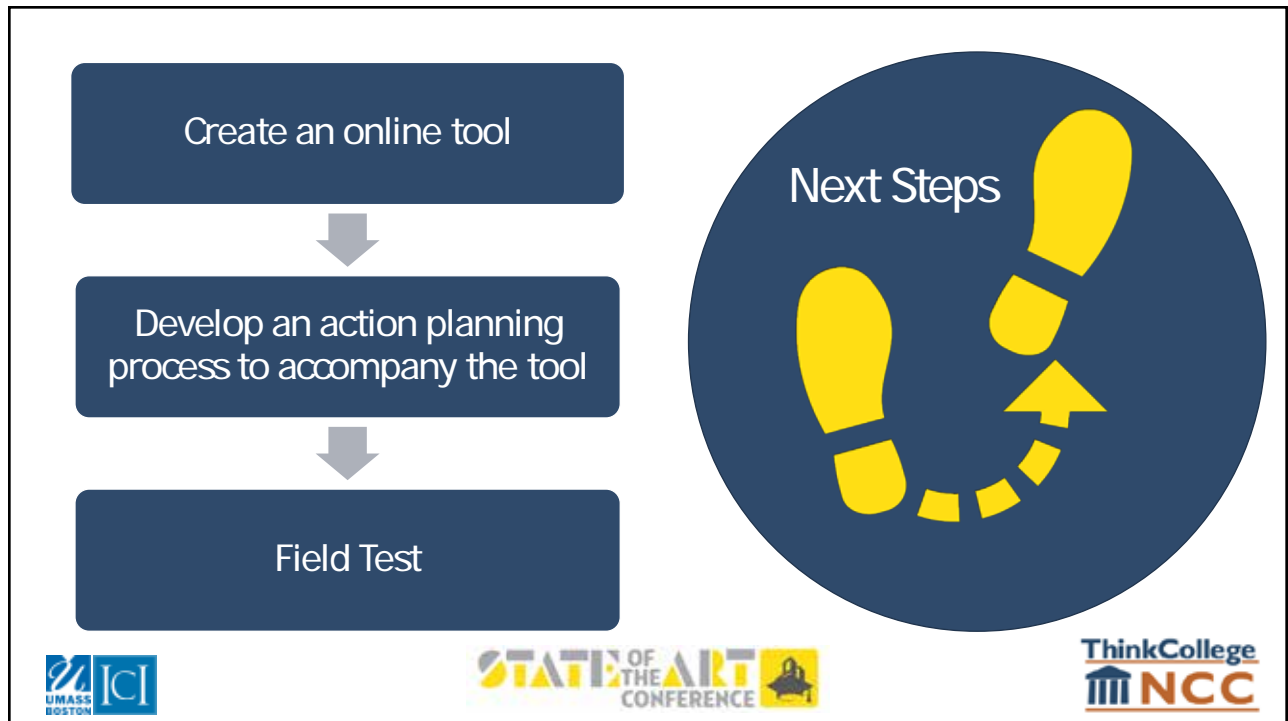 Create an online tool
Develop an action planning
process to accompany the tool
Field Test
Next Steps
UMASS
BOSTON
ICI
STATE OF THE ART
CONFERENCE
ThinkCollege
NCC